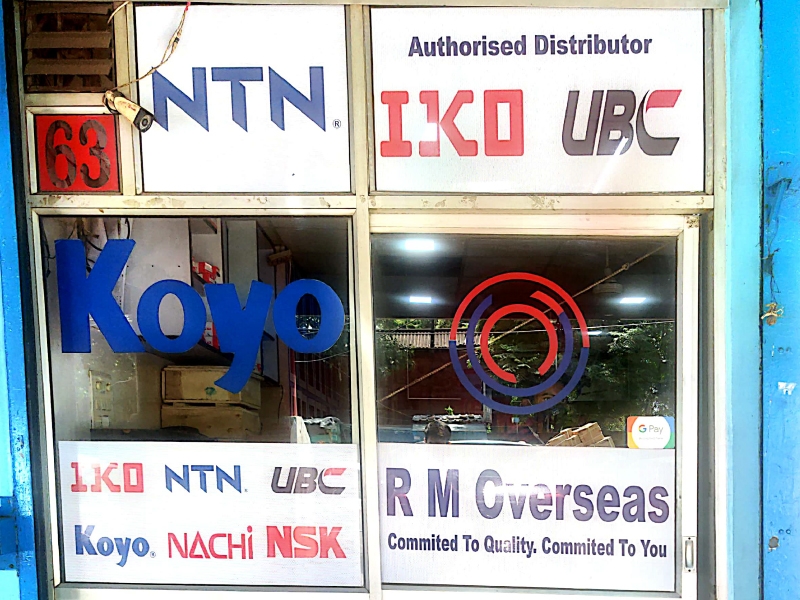 NTN®
Authorised Distributor
IKO UBC
63
Koyo
G Pay
IKO NTN. UBC
Koyo® NACHi NSK
R M Overseas
Commited To Quality. Commited To You